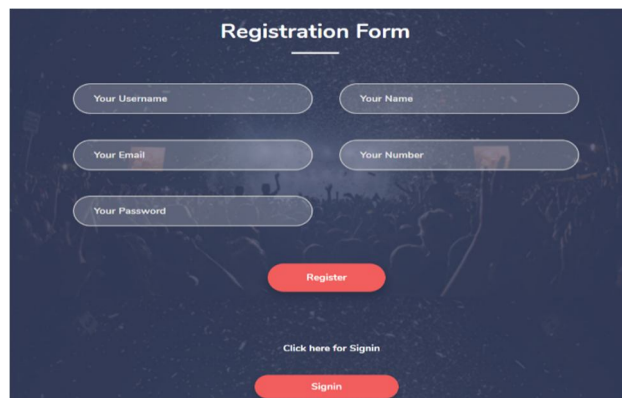 Registration Form
Your Username
Your Name
Your Email
Your Number
Your Password
Register
Click here for Signin
Signin